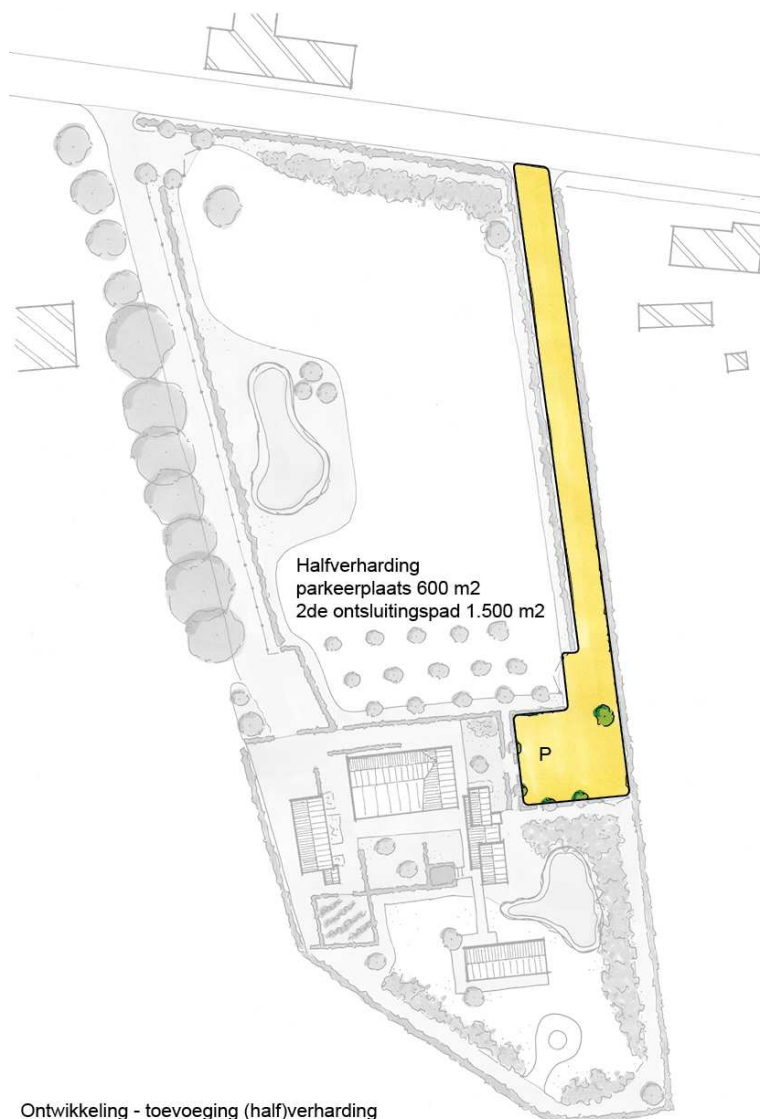 Halfverharding
parkeerplaats 600 m2
2de ontsluitingspad 1.500 m2
P
Ontwikkeling - toevoeging (half)verharding